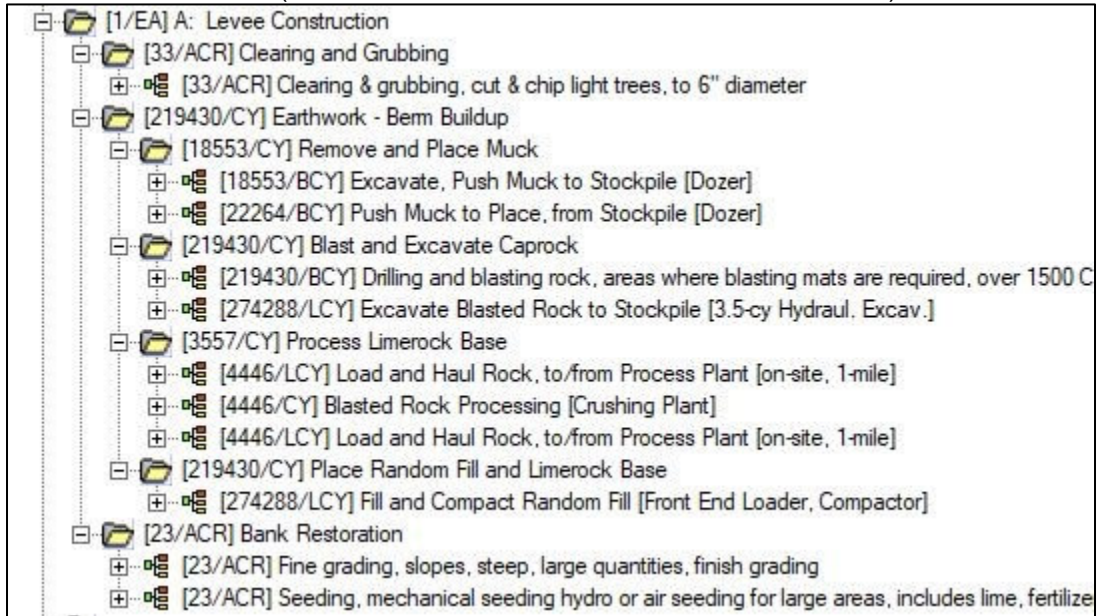 [1/EA] A: Levee Construction
[33/ACR] Clearing and Grubbing
[33/ACR] Clearing & grubbing, cut & chip light trees, to 6" diameter
[219430/CY] Earthwork - Berm Buildup
[18553/CY] Remove and Place Muck
[18553/BCY] Excavate, Push Muck to Stockpile [Dozer]
[22264/BCY] Push Muck to Place, from Stockpile [Dozer]
[219430/CY] Blast and Excavate Caprock
[219430/BCY] Drilling and blasting rock, areas where blasting mats are required, over 1500 C
[274288/LCY] Excavate Blasted Rock to Stockpile [3.5-cy Hydraul. Excav.]
[3557/CY] Process Limerock Base
[4446/LCY] Load and Haul Rock, to/from Process Plant [on-site, 1-mile]
[4446/CY] Blasted Rock Processing [Crushing Plant]
[4446/LCY] Load and Haul Rock, to/from Process Plant [on-site, 1-mile]
[219430/CY] Place Random Fill and Limerock Base
[274288/LCY] Fill and Compact Random Fill [Front End Loader, Compactor]
[23/ACR] Bank Restoration
[23/ACR] Fine grading, slopes, steep, large quantities, finish grading
[23/ACR] Seeding, mechanical seeding hydro or air seeding for large areas, includes lime, fertilize